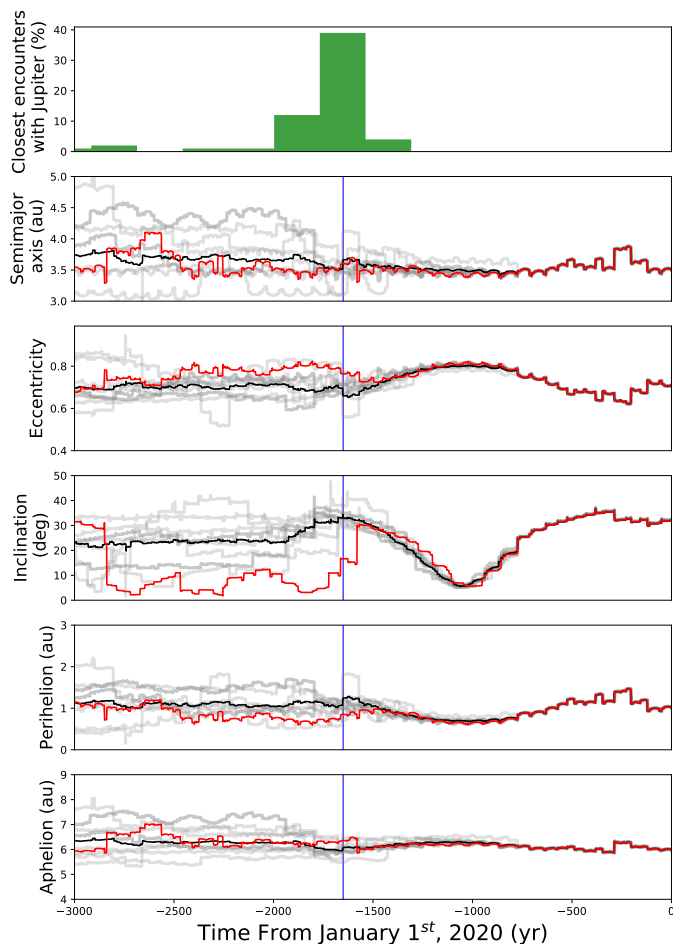 Closest encounters
with Jupiter (%)
40
30
20
10
0
Semimajor
axis (au)
5.0
4.5
4.0
3.5
3.0
Eccentricity
0.8
0.6
0.4
Inclination
(deg)
50
40
30
20
10
0
Perihelion (au)
3
2
1
0
Aphelion (au)
9
8
7
6
5
4
−3000 −2500 −2000 −1500 −1000 −500 0
Time From January 1st, 2020 (yr)